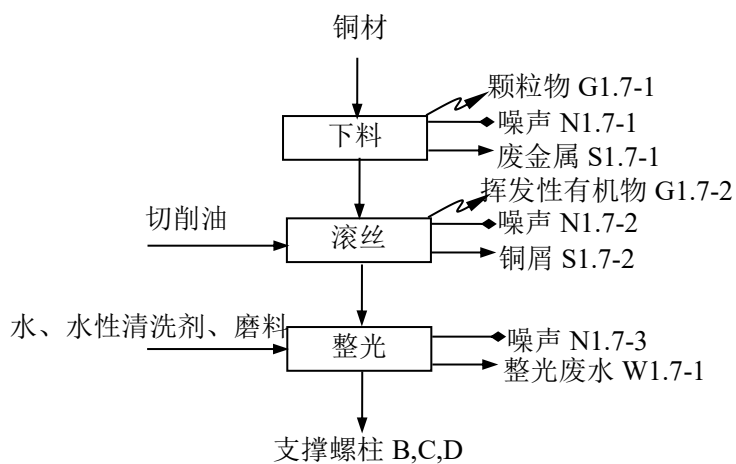 铜材
颗粒物 G1.7-1
噪声 N1.7-1
下料
废金属 S1.7-1
挥发性有机物 G1.7-2
切削油
噪声 N1.7-2
滚丝
铜屑 S1.7-2
水、水性清洗剂、磨料
噪声 N1.7-3
整光
整光废水 W1.7-1
支撑螺柱 B,C,D